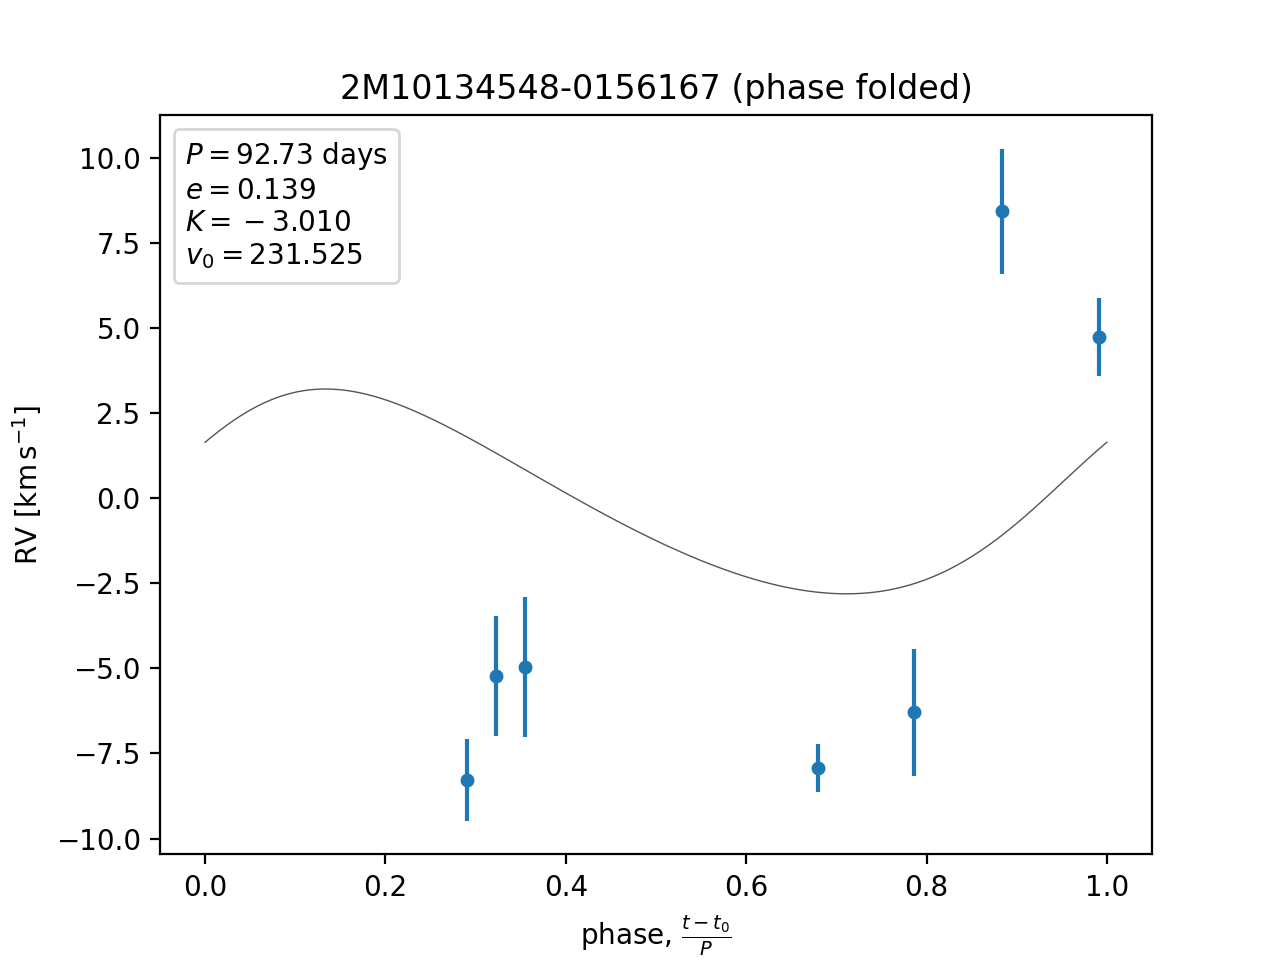 2M10134548-0156167 (phase folded)
P = 92.73 days
e = 0.139
K = −3.010
v₀ = 231.525
10.0
7.5
5.0
2.5
0.0
−2.5
−5.0
−7.5
−10.0
RV [km s⁻¹]
0.0 0.2 0.4 0.6 0.8 1.0
phase, (t − t₀)/P